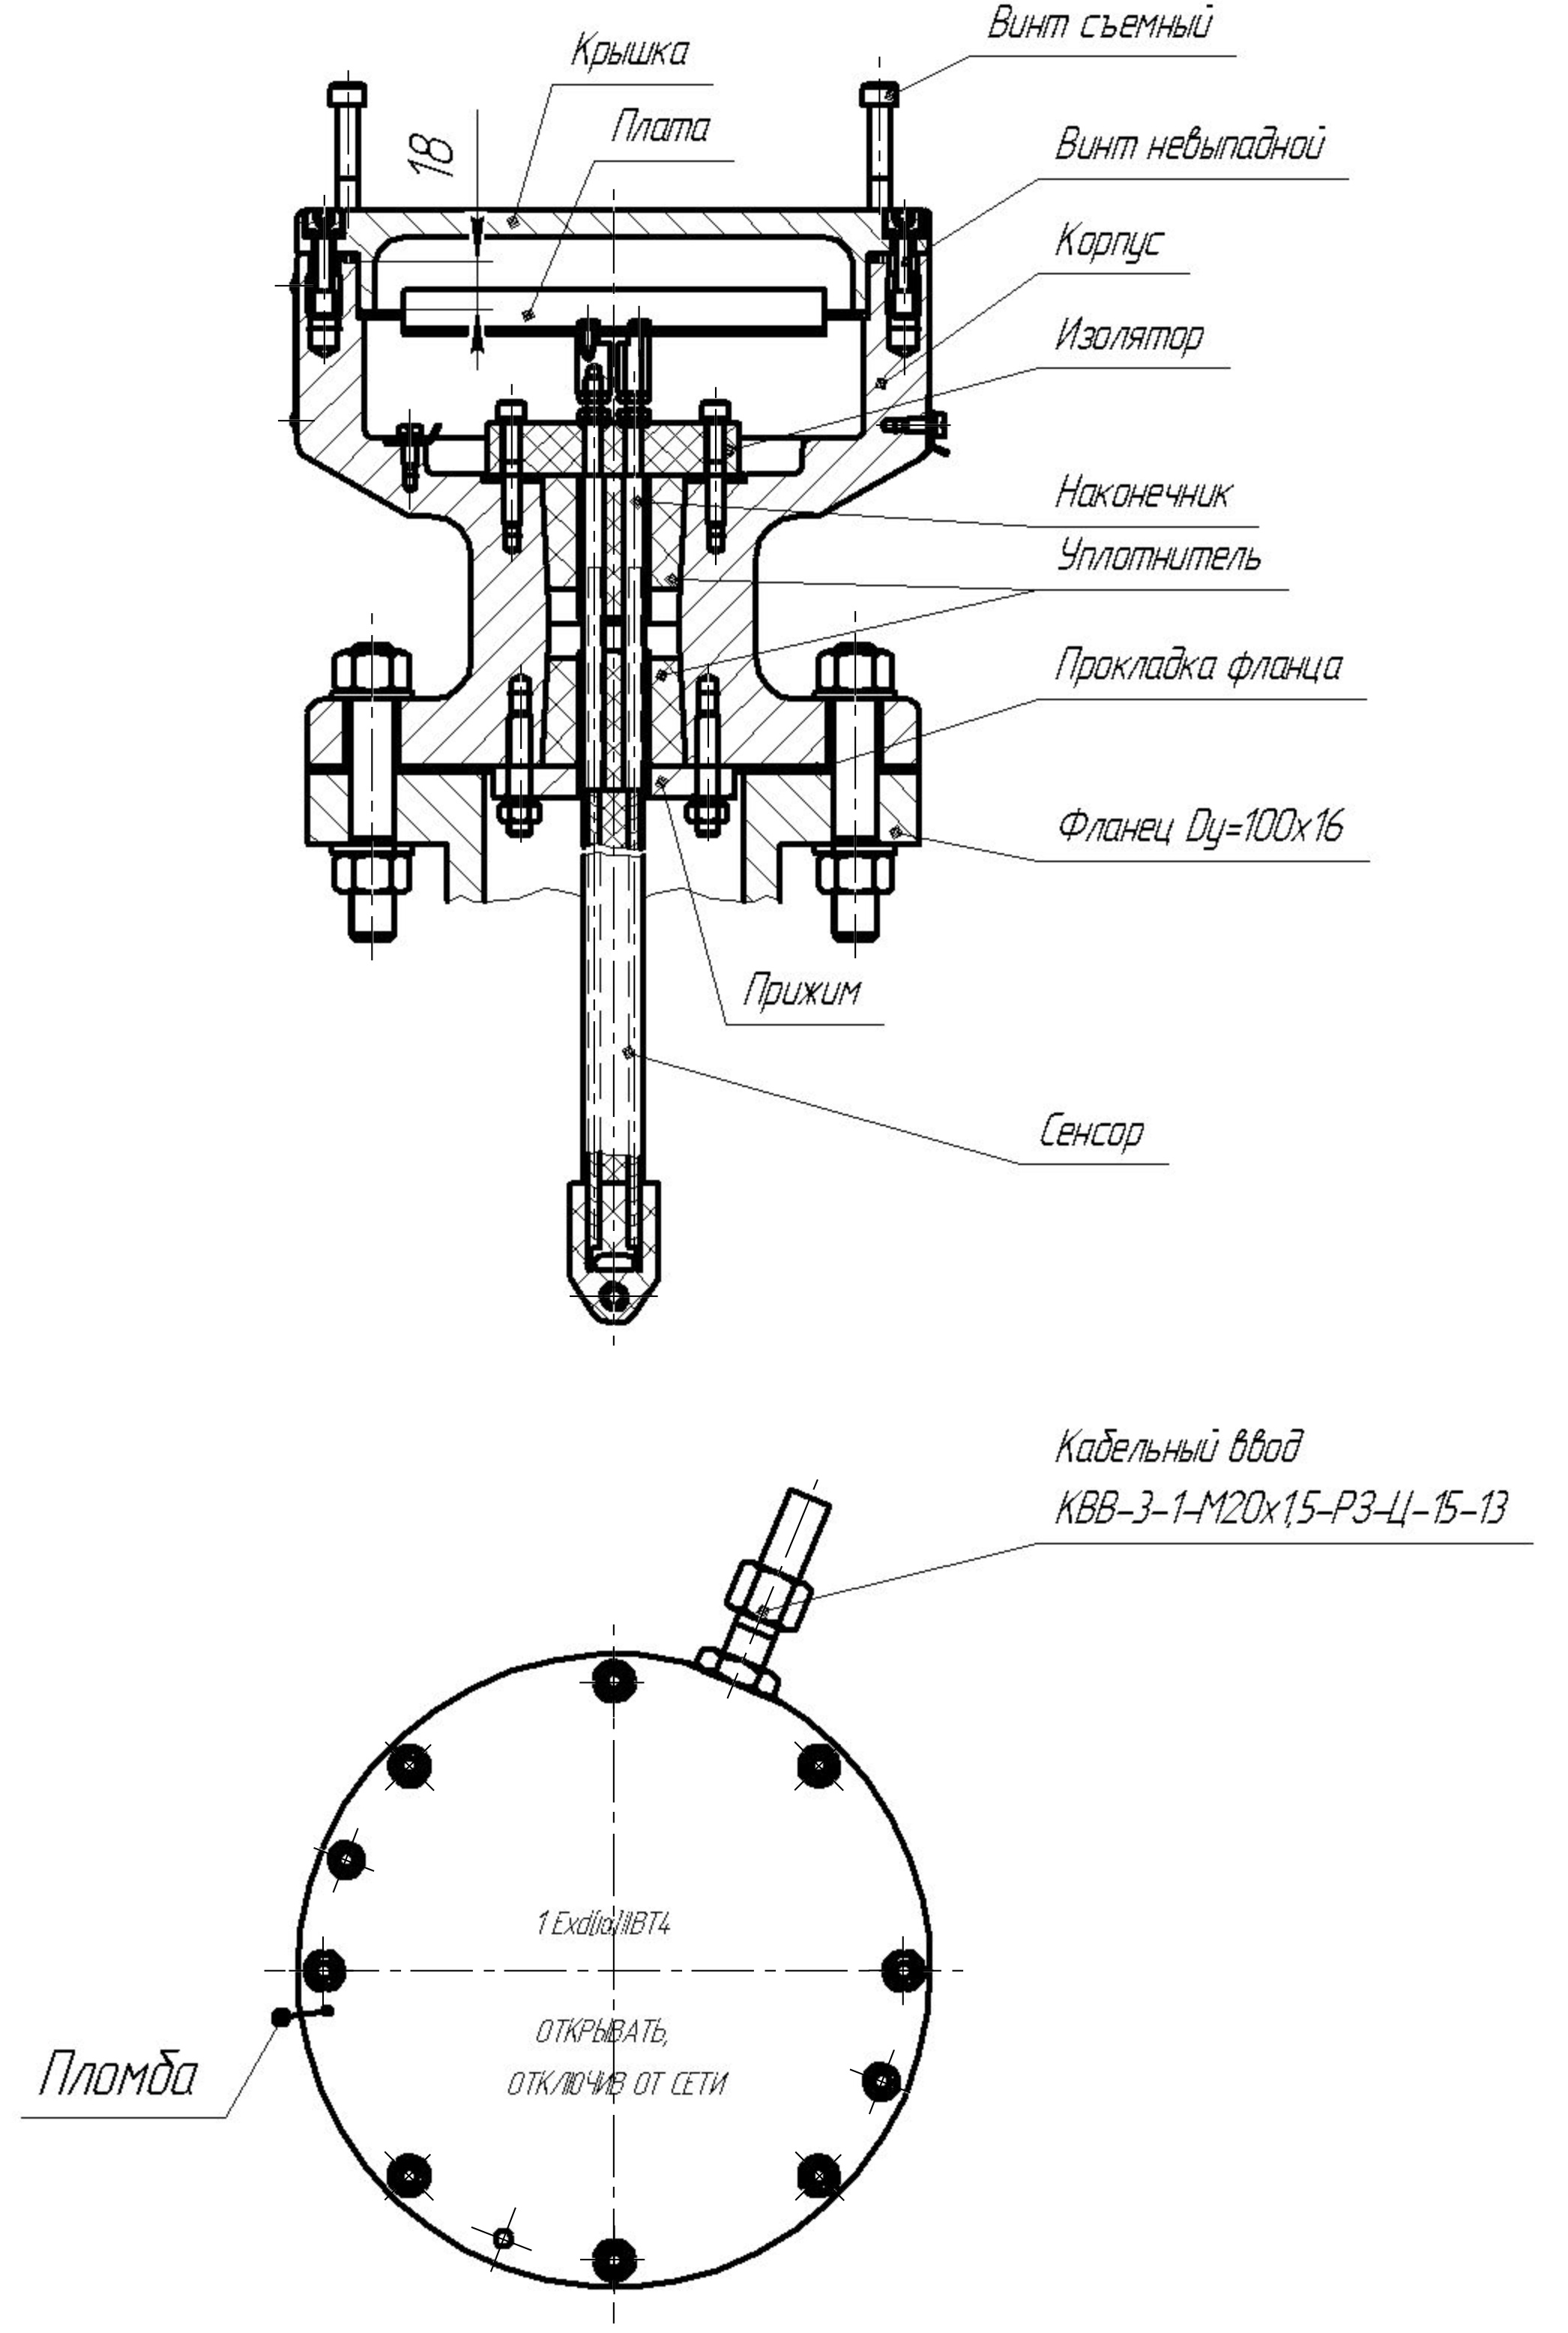 Винт съемный
Крышка
Плата
18
Винт невыпадной
Корпус
Изолятор
Наконечник
Уплотнитель
Прокладка фланца
Фланец Dy=100x16
Прижим
Сенсор
Кабельный ввод
КВВ-3-1-М20х1,5-Р3-Ц-15-13
1 Exd[ia]IIBT4
ОТКРЫВАТЬ,
ОТКЛЮЧИВ ОТ СЕТИ
Пломба